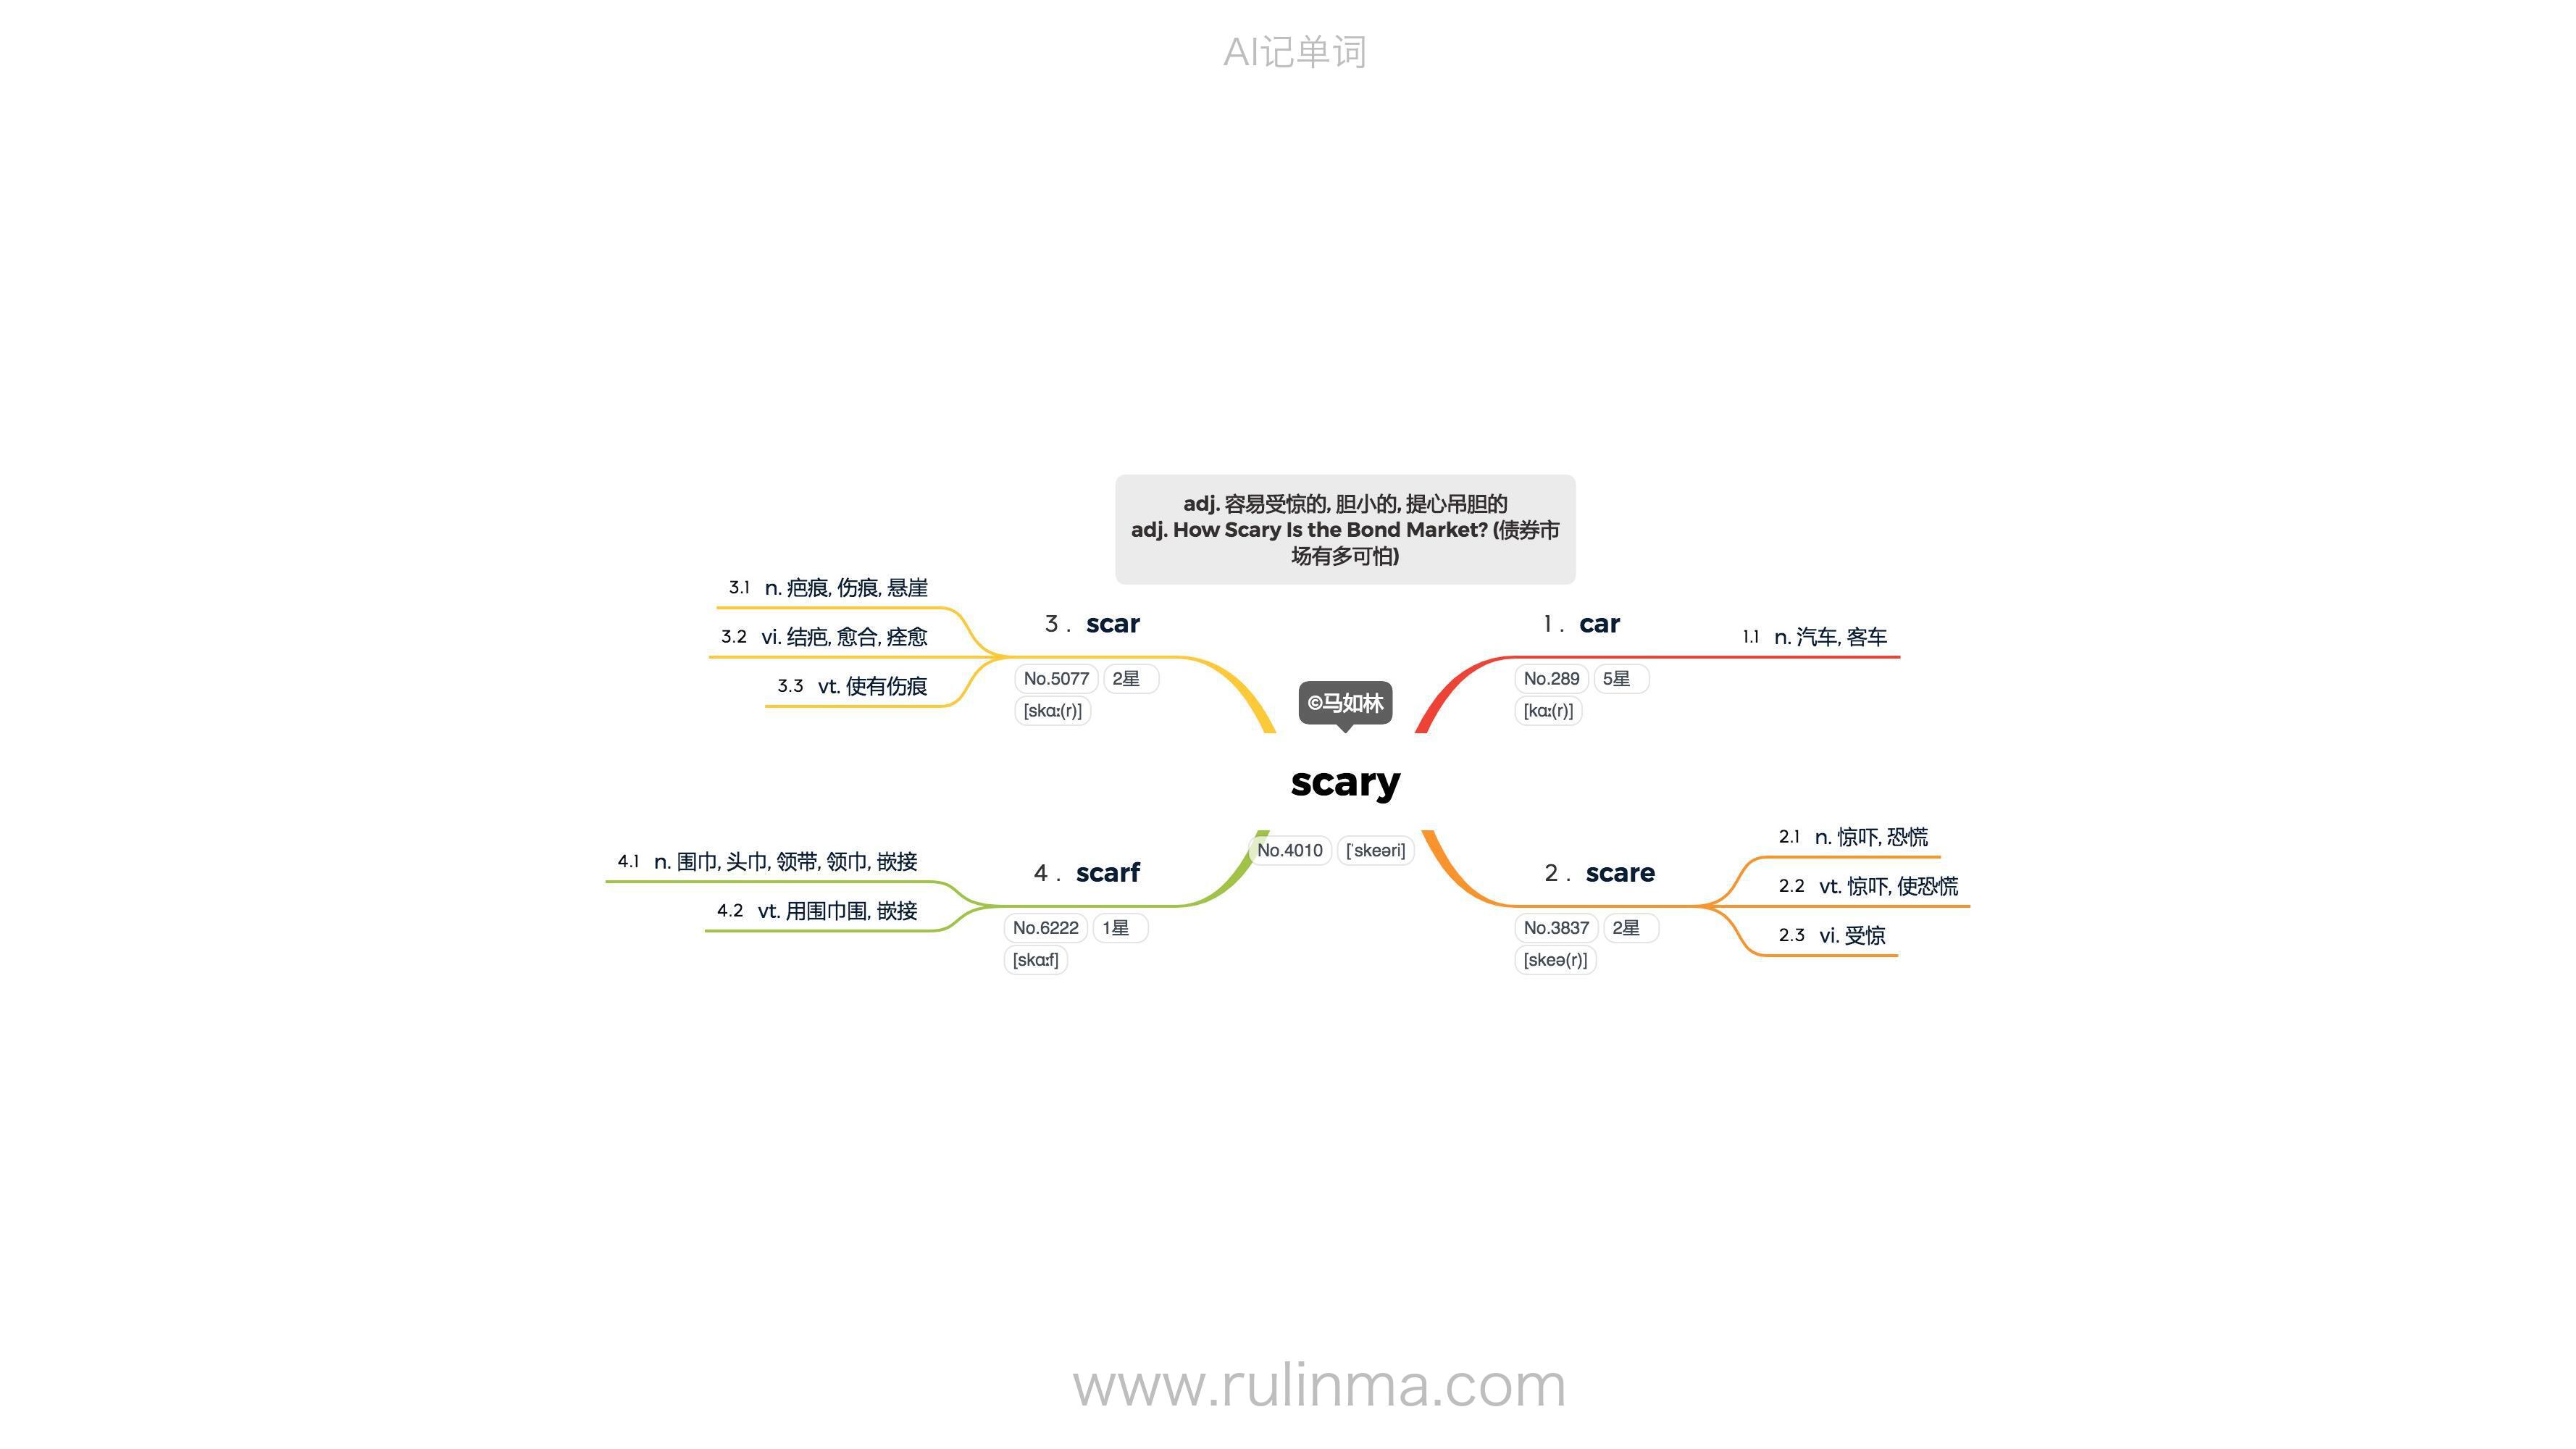 AI记单词
adj. 容易受惊的, 胆小的, 提心吊胆的
adj. How Scary Is the Bond Market? (债券市
场有多可怕)
©马如林
scary
No.4010 [ˈskeəri]
1. car
No.289 5星
[kɑː(r)]
1.1 n. 汽车, 客车
2. scare
No.3837 2星
[skeə(r)]
2.1 n. 惊吓, 恐慌
2.2 vt. 惊吓, 使恐慌
2.3 vi. 受惊
3. scar
No.5077 2星
[skɑː(r)]
3.1 n. 疤痕, 伤痕, 悬崖
3.2 vi. 结疤, 愈合, 痊愈
3.3 vt. 使有伤痕
4. scarf
No.6222 1星
[skɑːf]
4.1 n. 围巾, 头巾, 领带, 领巾, 嵌接
4.2 vt. 用围巾围, 嵌接
www.rulinma.com